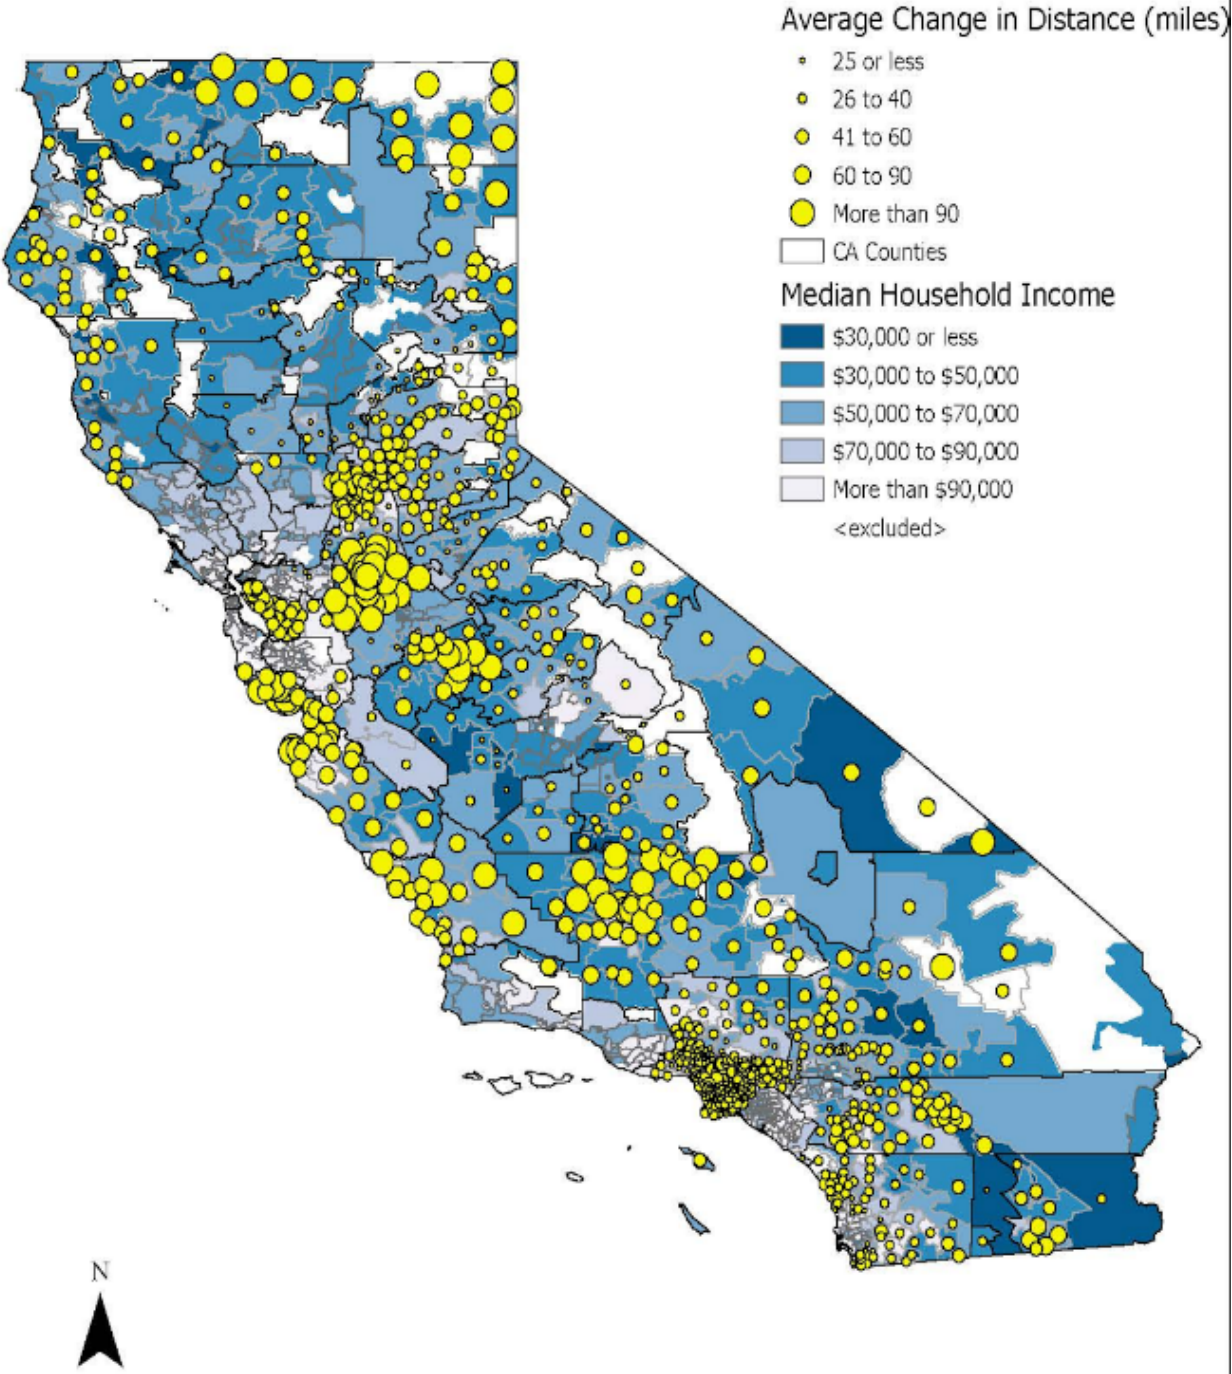 Average Change in Distance (miles)
25 or less
26 to 40
41 to 60
60 to 90
More than 90
CA Counties
Median Household Income
$30,000 or less
$30,000 to $50,000
$50,000 to $70,000
$70,000 to $90,000
More than $90,000
<excluded>
N